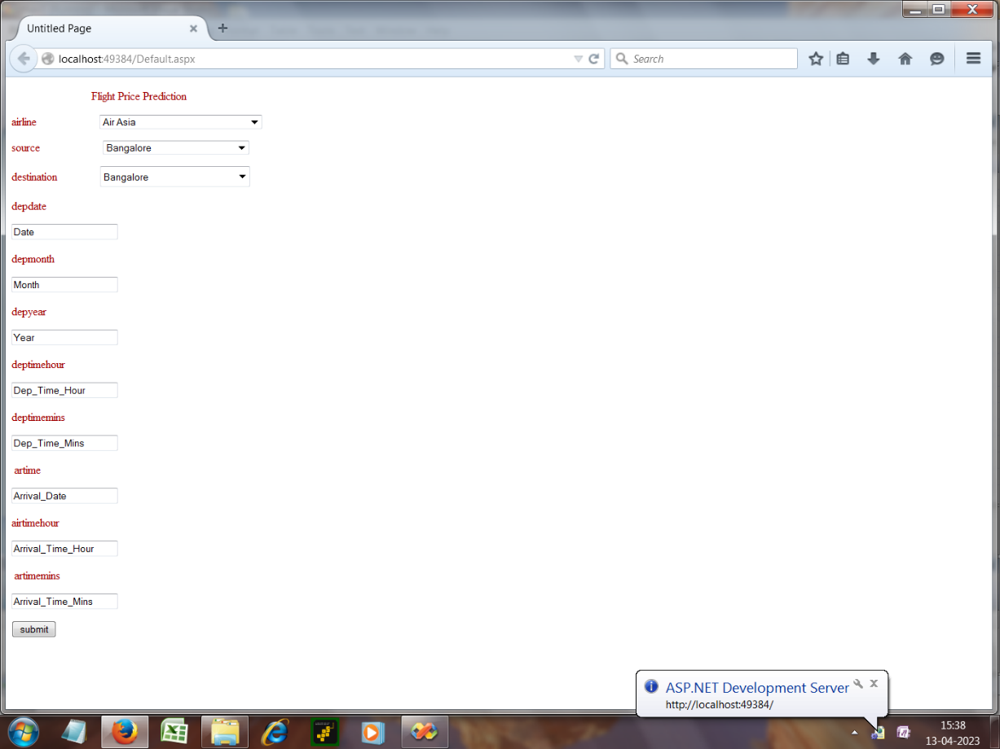 Untitled Page
localhost:49384/Default.aspx
Search
Flight Price Prediction
airline Air Asia
source Bangalore
destination Bangalore
depdate
Date
depmonth
Month
depyear
Year
deptimehour
Dep_Time_Hour
deptimemins
Dep_Time_Mins
artime
Arrival_Date
airtimehour
Arrival_Time_Hour
artimemins
Arrival_Time_Mins
submit
ASP.NET Development Server
http://localhost:49384/
15:38
13-04-2023